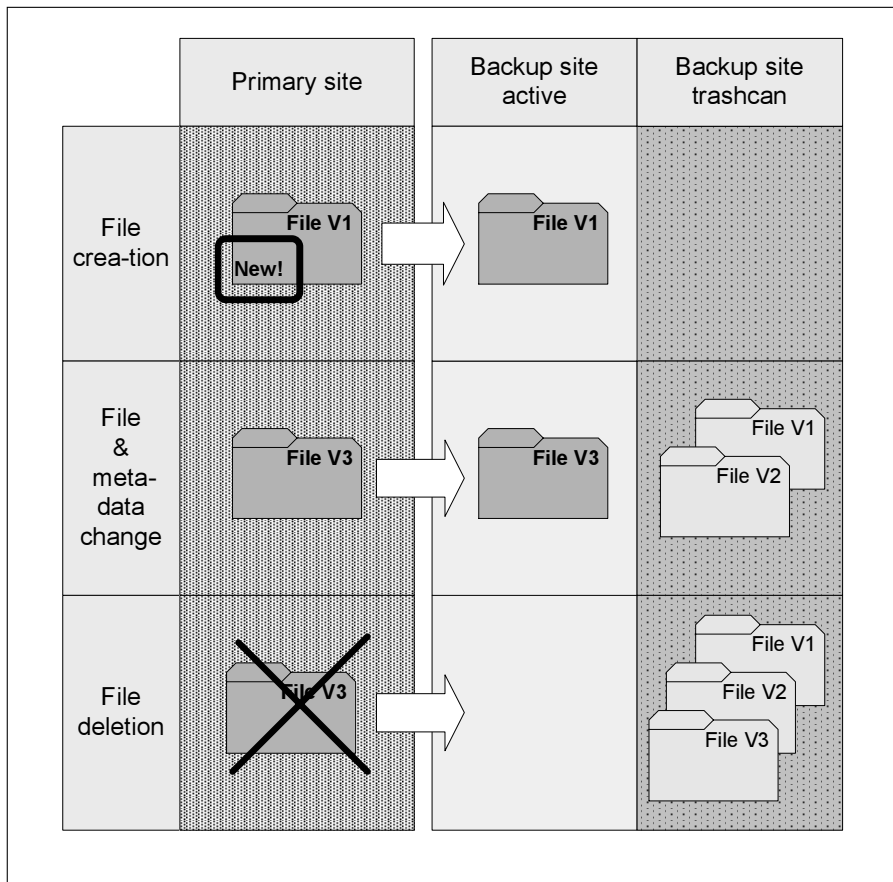 Primary site
Backup site
active
Backup site
trashcan
File
crea-tion
File V1
New!
File V1
File
&
meta-
data
change
File V3
File V3
File V1
File V2
File
deletion
File V3
File V1
File V2
File V3